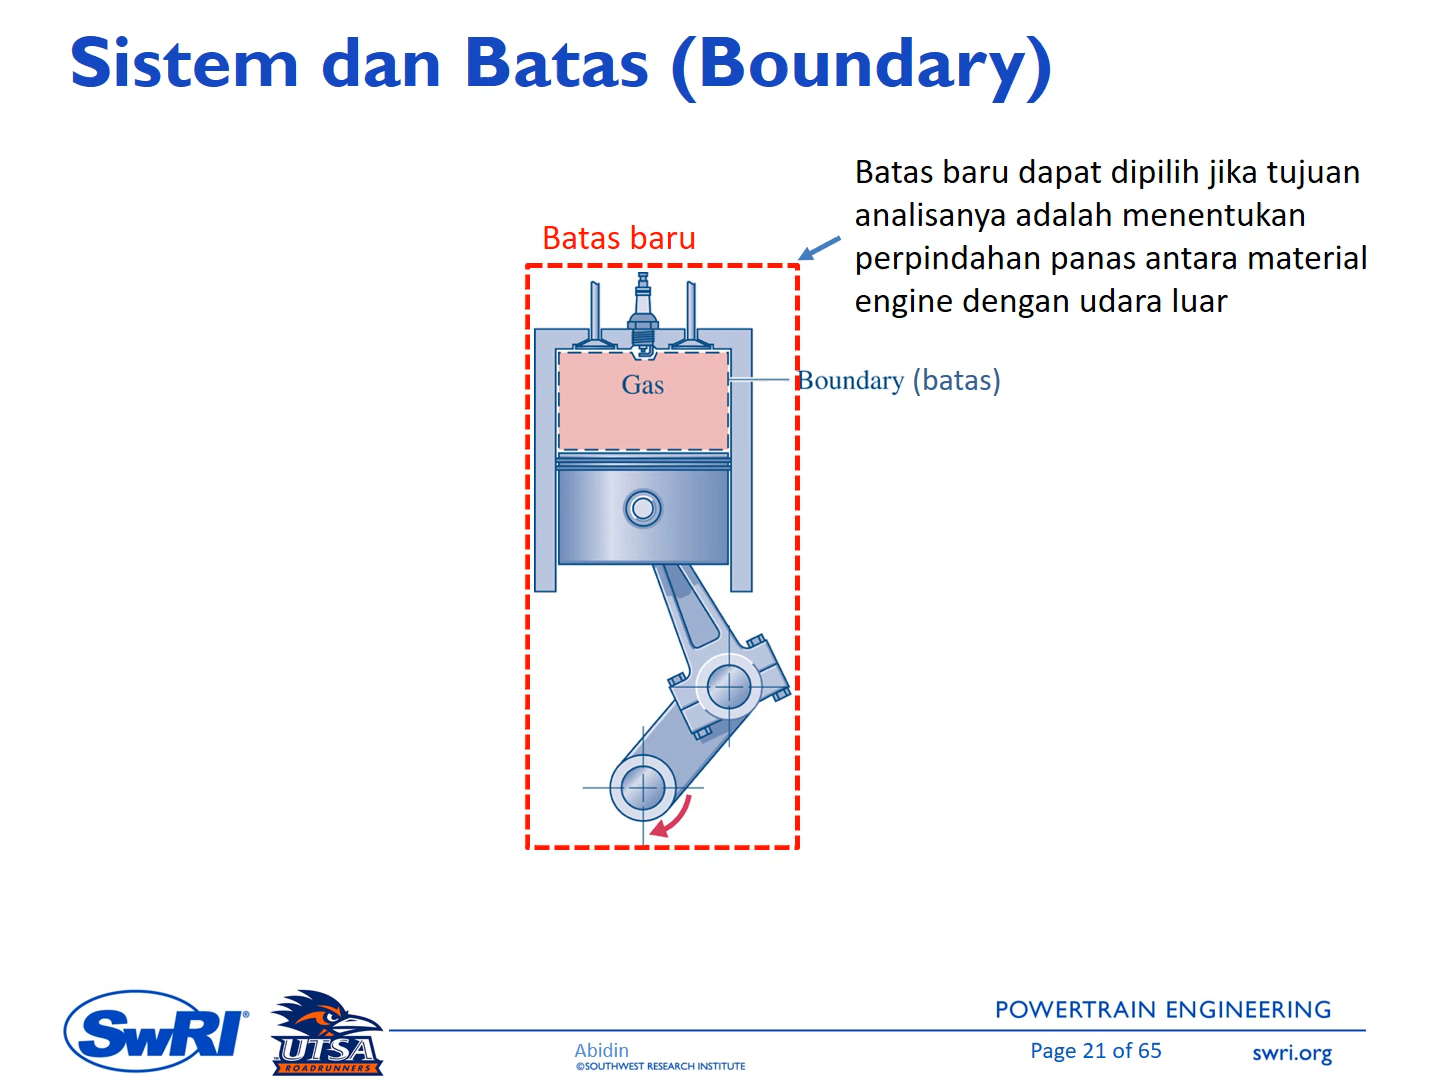 Sistem dan Batas (Boundary)
Batas baru dapat dipilih jika tujuan
analisanya adalah menentukan
perpindahan panas antara material
engine dengan udara luar
Batas baru
Gas
Boundary (batas)
SwRI®
UTSA
ROADRUNNERS
Abidin
©SOUTHWEST RESEARCH INSTITUTE
POWERTRAIN ENGINEERING
Page 21 of 65
swri.org